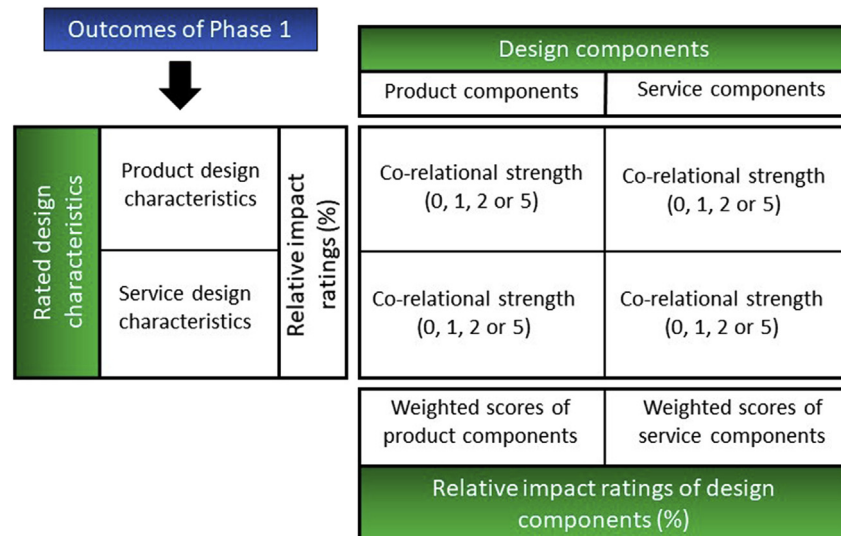 Outcomes of Phase 1
Design components
Product components
Service components
Rated design
characteristics
Product design
characteristics
Relative impact
ratings (%)
Co-relational strength
(0, 1, 2 or 5)
Co-relational strength
(0, 1, 2 or 5)
Service design
characteristics
Co-relational strength
(0, 1, 2 or 5)
Co-relational strength
(0, 1, 2 or 5)
Weighted scores of
product components
Weighted scores of
service components
Relative impact ratings of design
components (%)